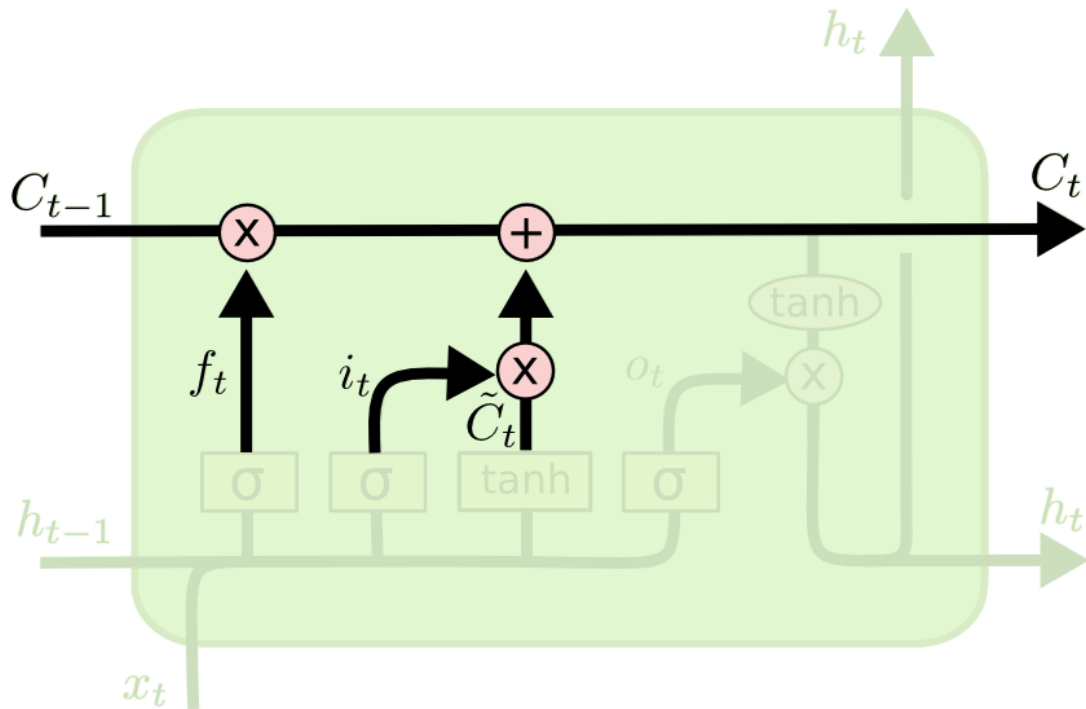 h_t
C_{t-1} C_t
x +
tanh
f_t i_t x o_t x
C̃_t
σ σ tanh σ
h_{t-1} h_t
x_t